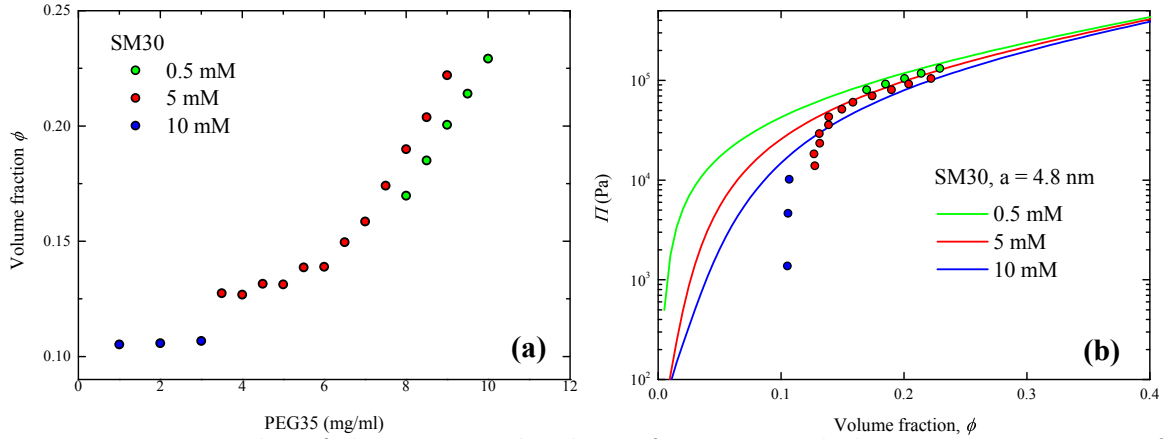 0.25
0.20
0.15
0.10
Volume fraction ϕ
SM30
0.5 mM
5 mM
10 mM
(a)
0 2 4 6 8 10 12
PEG35 (mg/ml)
10⁵
10⁴
10³
10²
Π (Pa)
SM30, a = 4.8 nm
0.5 mM
5 mM
10 mM
(b)
0.0 0.1 0.2 0.3 0.4
Volume fraction, ϕ